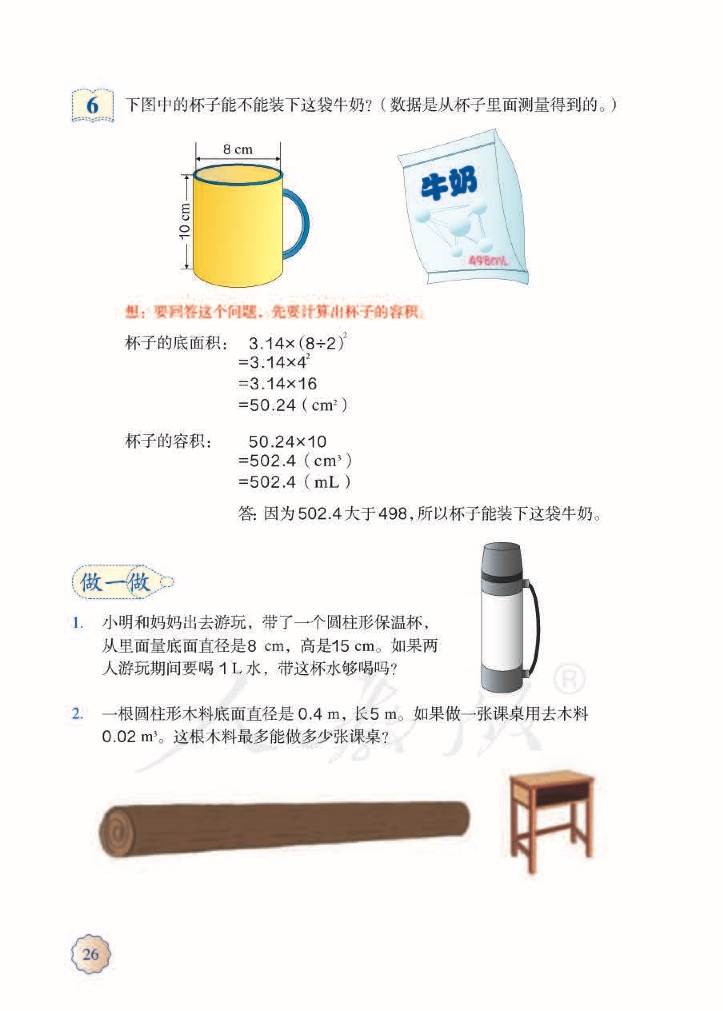 6 下图中的杯子能不能装下这袋牛奶?(数据是从杯子里面测量得到的。)
8 cm
10 cm
牛奶
498mL
想：要回答这个问题，先要计算出杯子的容积。
杯子的底面积： 3.14×(8÷2)²
=3.14×4²
=3.14×16
=50.24（cm²）
杯子的容积： 50.24×10
=502.4（cm³）
=502.4（mL）
答：因为502.4大于498，所以杯子能装下这袋牛奶。
做一做
1. 小明和妈妈出去游玩，带了一个圆柱形保温杯，
从里面量底面直径是8 cm，高是15 cm。如果两
人游玩期间要喝1L水，带这杯水够喝吗?
2. 一根圆柱形木料底面直径是0.4 m，长5 m。如果做一张课桌用去木料
0.02 m³。这根木料最多能做多少张课桌?
26